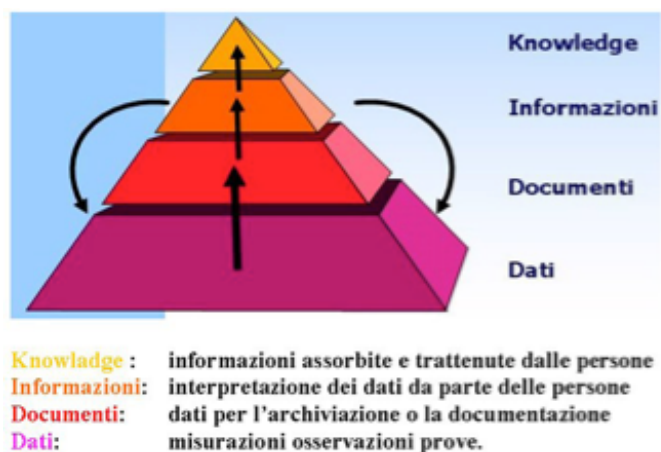 Knowledge
Informazioni
Documenti
Dati
Knowladge : informazioni assorbite e trattenute dalle persone
Informazioni: interpretazione dei dati da parte delle persone
Documenti: dati per l'archiviazione o la documentazione
Dati: misurazioni osservazioni prove.